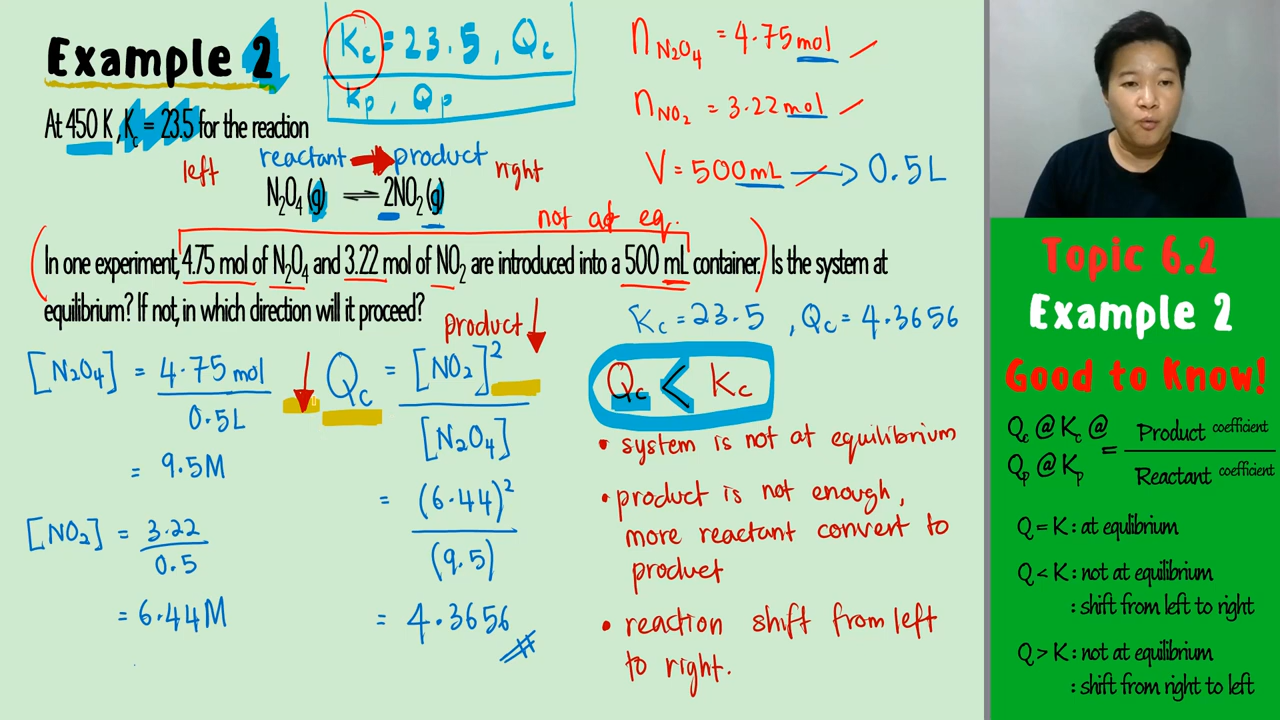 Example 2
At 450 K, Kc = 23.5 for the reaction
left reactant → product right
N₂O₄ (g) ⇌ 2NO₂ (g)
not at eq.
In one experiment, 4.75 mol of N₂O₄ and 3.22 mol of NO₂ are introduced into a 500 mL container. Is the system at
equilibrium? If not, in which direction will it proceed?
Kc = 23.5, Qc
Kp, Qp
n N₂O₄ = 4.75 mol
n NO₂ = 3.22 mol
V = 500 mL → 0.5L
[N₂O₄] = 4.75 mol
0.5L
= 9.5M
[NO₂] = 3.22
0.5
= 6.44M
product ↓
↓ Qc = [NO₂]²
[N₂O₄]
= (6.44)²
(9.5)
= 4.3656
Kc = 23.5, Qc = 4.3656
Qc < Kc
• system is not at equilibrium
• product is not enough,
more reactant convert to
product
• reaction shift from left
to right.
Topic 6.2
Example 2
Good to Know!
Qc @ Kc @
Qp @ Kp
= Product coefficient
Reactant coefficient
Q = K : at equlibrium
Q < K : not at equilibrium
: shift from left to right
Q > K : not at equilibrium
: shift from right to left